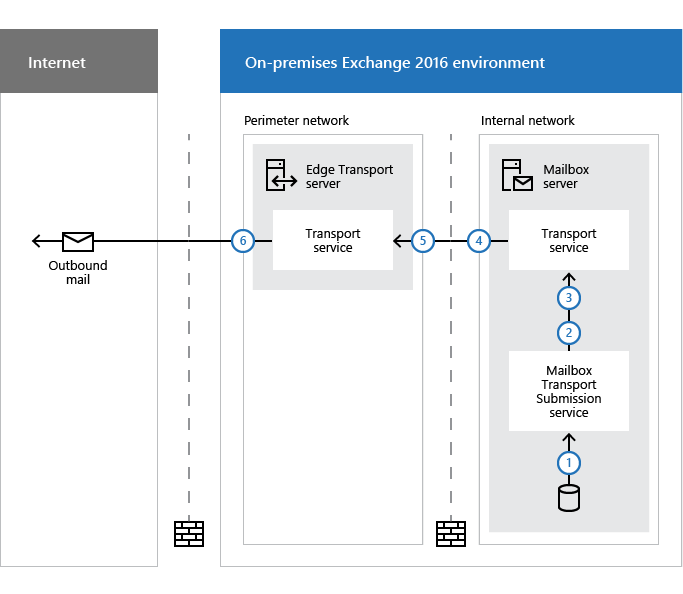 Internet
On-premises Exchange 2016 environment
Perimeter network
Internal network
Edge Transport
server
Mailbox
server
Outbound
mail
6
Transport
service
5
4
Transport
service
3
2
Mailbox
Transport
Submission
service
1